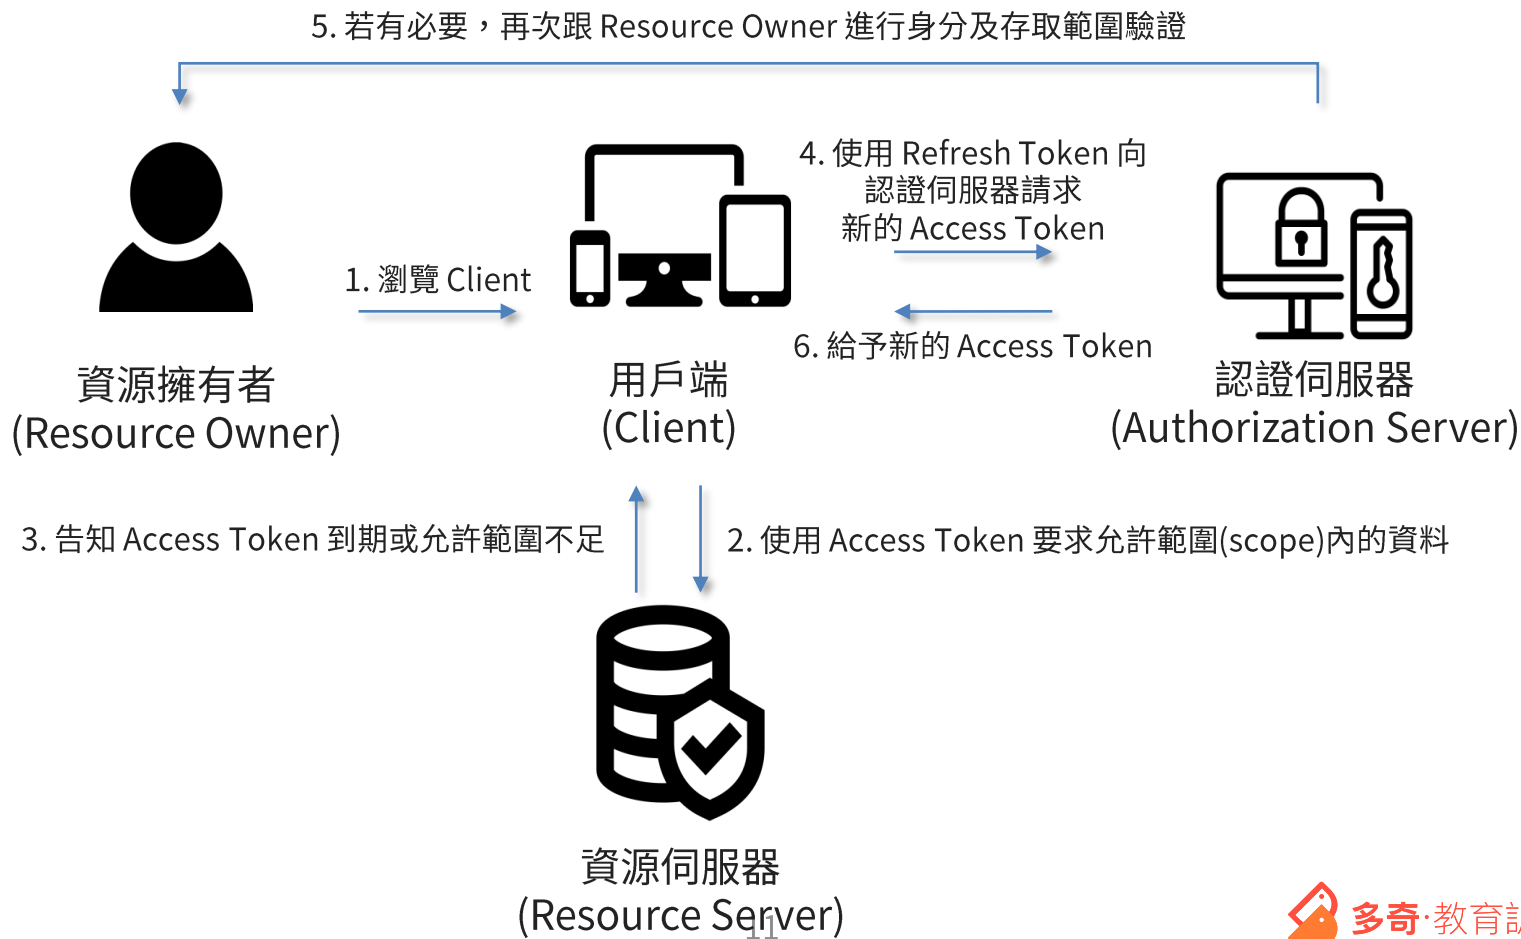 5. 若有必要，再次跟 Resource Owner 進行身分及存取範圍驗證
4. 使用 Refresh Token 向
認證伺服器請求
新的 Access Token
1. 瀏覽 Client
6. 給予新的 Access Token
資源擁有者
(Resource Owner)
用戶端
(Client)
認證伺服器
(Authorization Server)
3. 告知 Access Token 到期或允許範圍不足
2. 使用 Access Token 要求允許範圍(scope)內的資料
資源伺服器
(Resource Server)
11
多奇·教育